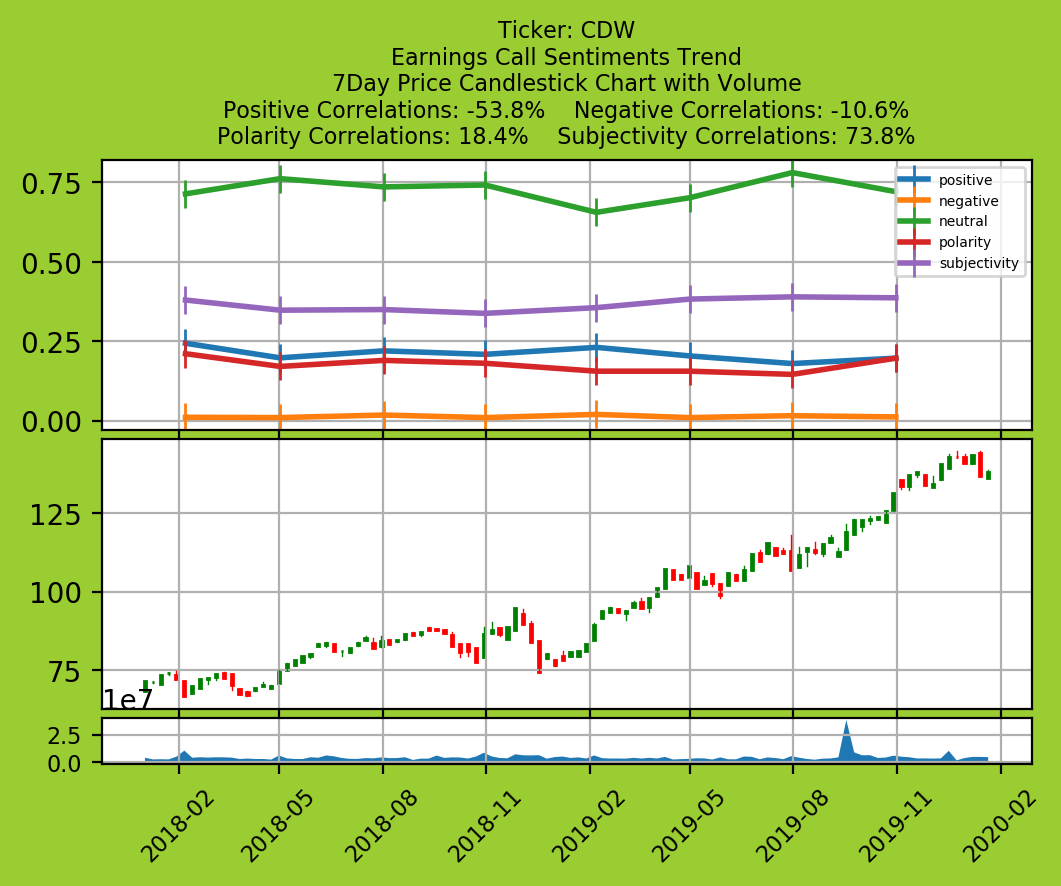 Ticker: CDW
Earnings Call Sentiments Trend
7Day Price Candlestick Chart with Volume
Positive Correlations: -53.8%    Negative Correlations: -10.6%
Polarity Correlations: 18.4%    Subjectivity Correlations: 73.8%
0.75
0.50
0.25
0.00
positive
negative
neutral
polarity
subjectivity
125
100
75
1e7
2.5
0.0
2018-02
2018-05
2018-08
2018-11
2019-02
2019-05
2019-08
2019-11
2020-02